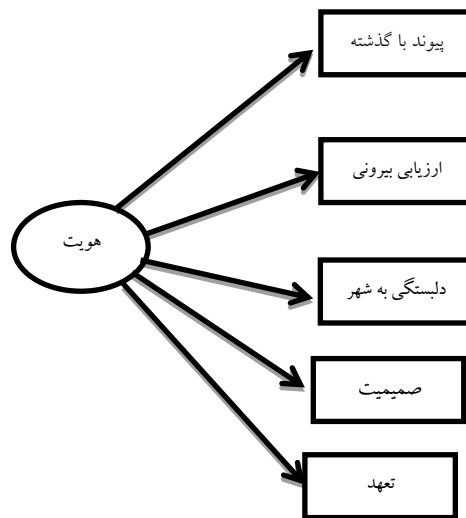 پیوند با گذشته
ارزیابی بیرونی
هویت
دلبستگی به شهر
صمیمیت
تعهد